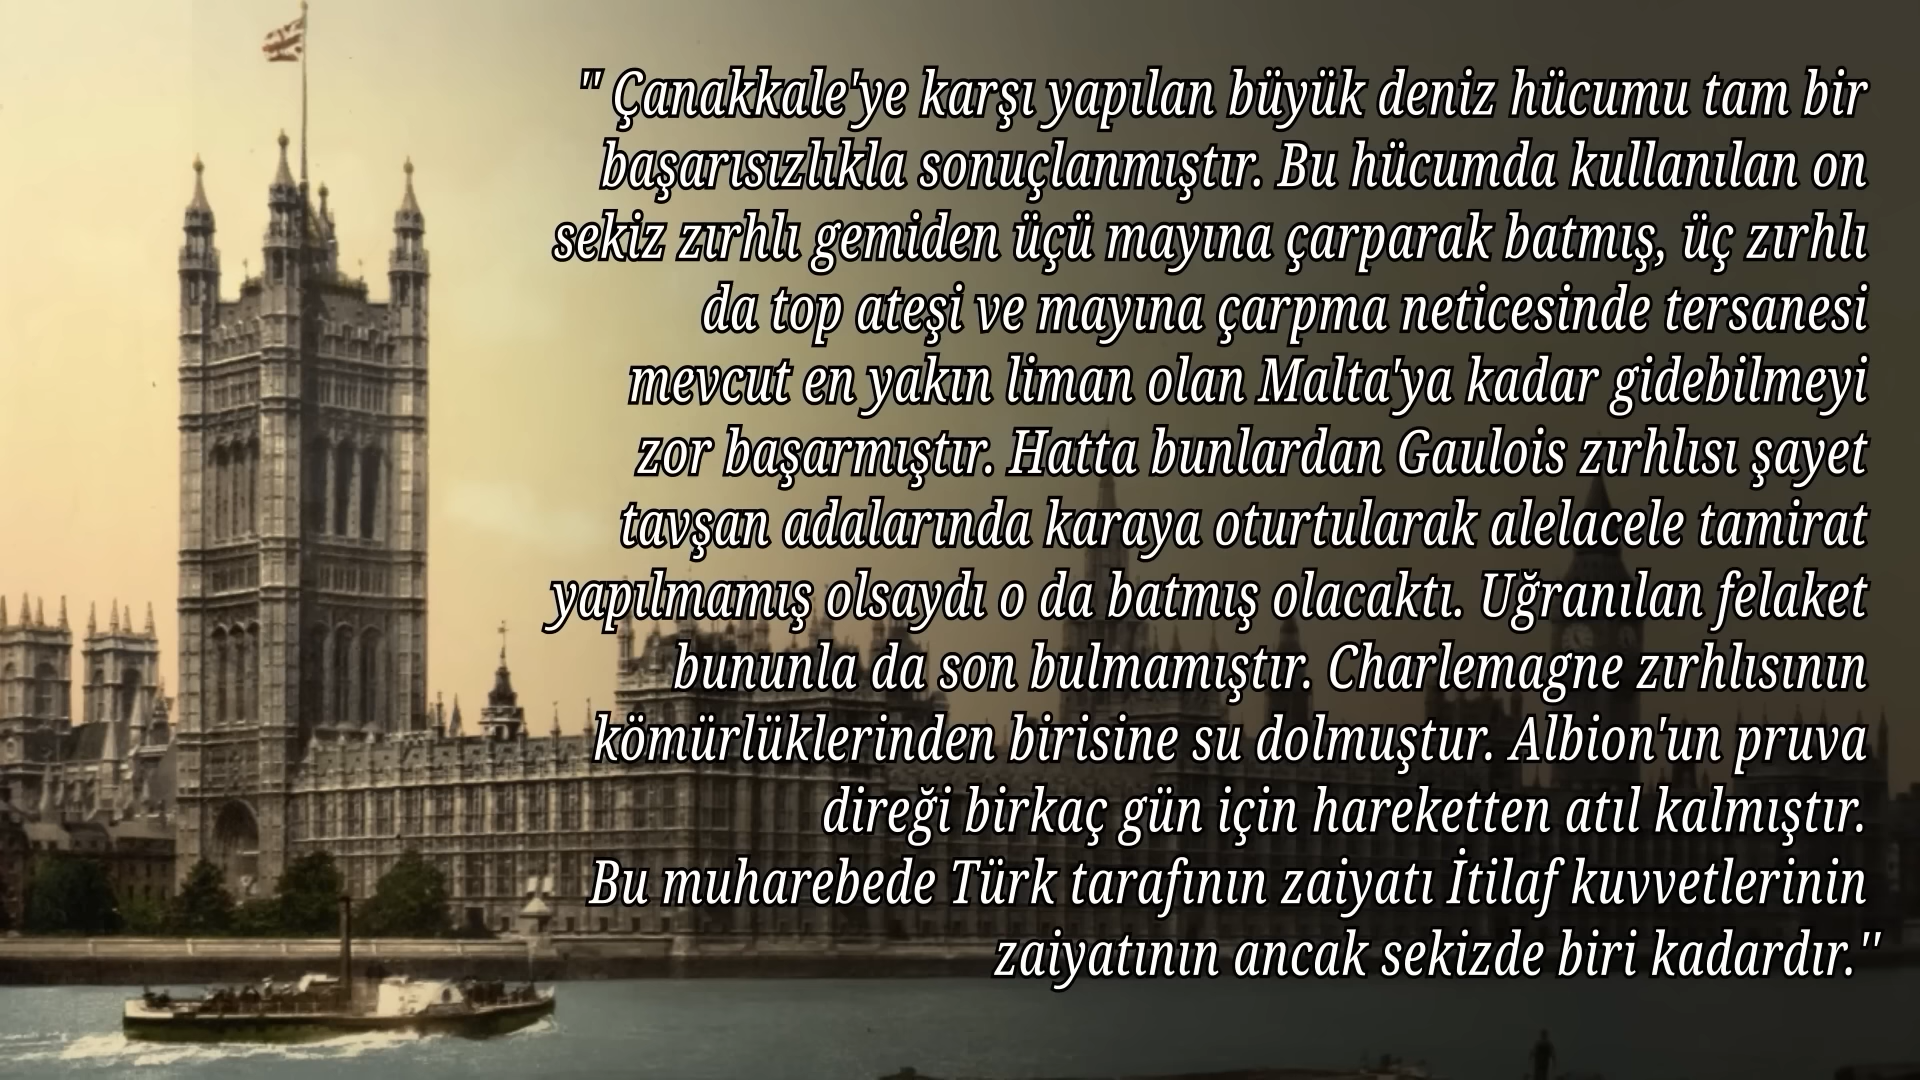 " Çanakkale'ye karşı yapılan büyük deniz hücumu tam bir
başarısızlıkla sonuçlanmıştır. Bu hücumda kullanılan on
sekiz zırhlı gemiden üçü mayına çarparak batmış, üç zırhlı
da top ateşi ve mayına çarpma neticesinde tersanesi
mevcut en yakın liman olan Malta'ya kadar gidebilmeyi
zor başarmıştır. Hatta bunlardan Gaulois zırhlısı şayet
tavşan adalarında karaya oturtularak alelacele tamirat
yapılmamış olsaydı o da batmış olacaktı. Uğranılan felaket
bununla da son bulmamıştır. Charlemagne zırhlısının
kömürlüklerinden birisine su dolmuştur. Albion'un pruva
direği birkaç gün için hareketten atıl kalmıştır.
Bu muharebede Türk tarafının zaiyatı İtilaf kuvvetlerinin
zaiyatının ancak sekizde biri kadardır.''